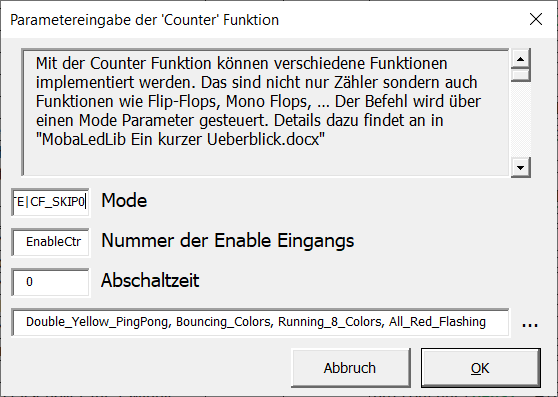 Parametereingabe der 'Counter' Funktion
Mit der Counter Funktion können verschiedene Funktionen
implementiert werden. Das sind nicht nur Zähler sondern auch
Funktionen wie Flip-Flops, Mono Flops, ... Der Befehl wird über
einen Mode Parameter gesteuert. Details dazu findet an in
"MobaLedLib Ein kurzer Ueberblick.docx"
TE|CF_SKIP0 Mode
EnableCtr Nummer der Enable Eingangs
0 Abschaltzeit
Double_Yellow_PingPong, Bouncing_Colors, Running_8_Colors, All_Red_Flashing ...
Abbruch OK